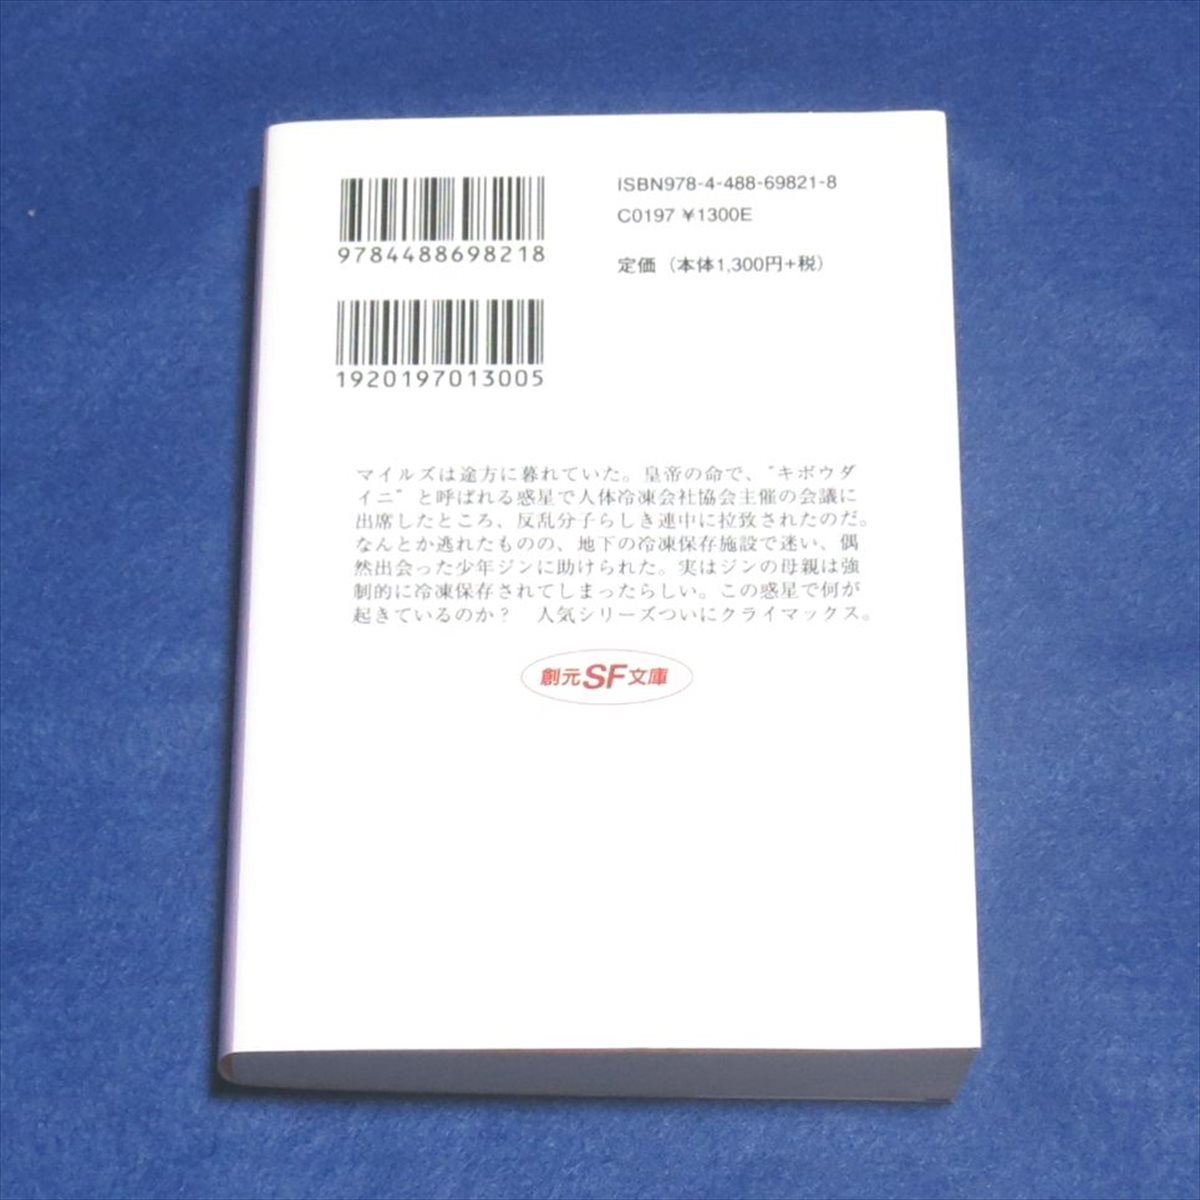 ISBN978-4-488-69821-8
C0197 ¥1300E
定価（本体1,300円+税）
9784488698218
1920197013005
マイルズは途方に暮れていた。皇帝の命で、“キボウダ
イニ”と呼ばれる惑星で人体冷凍会社協会主催の会議に
出席したところ、反乱分子らしき連中に拉致されたのだ。
なんとか逃れたものの、地下の冷凍保存施設で迷い、偶
然出会った少年ジンに助けられた。実はジンの母親は強
制的に冷凍保存されてしまったらしい。この惑星で何が
起きているのか？　人気シリーズついにクライマックス。
創元SF文庫